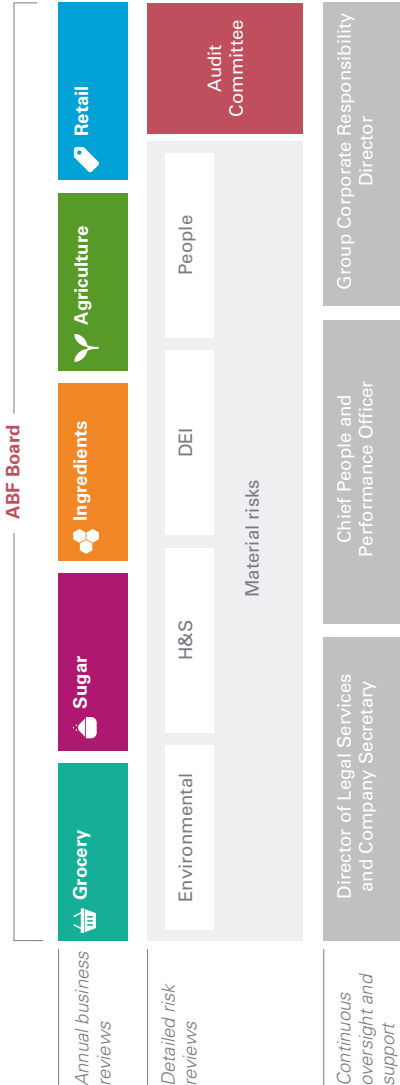 ABF Board
Annual business
reviews
Grocery
Sugar
Ingredients
Agriculture
Retail
Detailed risk
reviews
Environmental
H&S
DEI
People
Material risks
Audit
Committee
Continuous
oversight and
support
Director of Legal Services
and Company Secretary
Chief People and
Performance Officer
Group Corporate Responsibility
Director